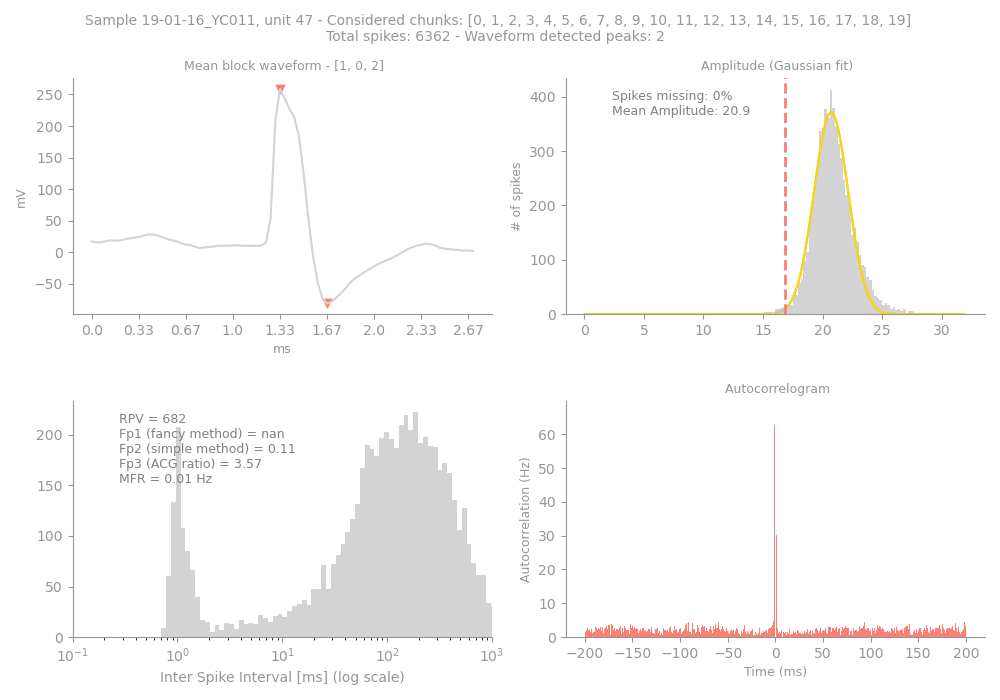 Sample 19-01-16_YC011, unit 47 - Considered chunks: [0, 1, 2, 3, 4, 5, 6, 7, 8, 9, 10, 11, 12, 13, 14, 15, 16, 17, 18, 19]
Total spikes: 6362 - Waveform detected peaks: 2
Mean block waveform - [1, 0, 2]
250
200
150
100
50
0
−50
mV
0.0 0.33 0.67 1.0 1.33 1.67 2.0 2.33 2.67
ms
Amplitude (Gaussian fit)
Spikes missing: 0%
Mean Amplitude: 20.9
400
300
200
100
0
# of spikes
0 5 10 15 20 25 30
RPV = 682
Fp1 (fancy method) = nan
Fp2 (simple method) = 0.11
Fp3 (ACG ratio) = 3.57
MFR = 0.01 Hz
200
150
100
50
0
10⁻¹ 10⁰ 10¹ 10² 10³
Inter Spike Interval [ms] (log scale)
Autocorrelogram
60
50
40
30
20
10
0
Autocorrelation (Hz)
−200 −150 −100 −50 0 50 100 150 200
Time (ms)